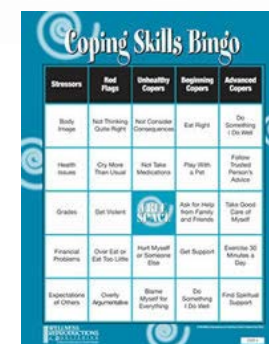 Coping Skills Bingo
Stressors
Red
Flags
Unhealthy
Copers
Beginning
Copers
Advanced
Copers
Body
Image
Not Thinking
Quite Right
Not Consider
Consequences
Eat Right
Do
Something
I Do Well
Health
Issues
Cry More
Than Usual
Not Take
Medications
Play With
a Pet
Follow
Trusted
Person's
Advice
Grades
Get Violent
FREE
SPACE
Ask for Help
from Family
and Friends
Take Good
Care of
Myself
Financial
Problems
Over Eat or
Eat Too Little
Hurt Myself
or Someone
Else
Get Support
Exercise 30
Minutes a
Day
Expectations
of Others
Overly
Argumentative
Blame
Myself for
Everything
Do
Something
I Do Well
Find Spiritual
Support
WELLNESS
REPRODUCTIONS